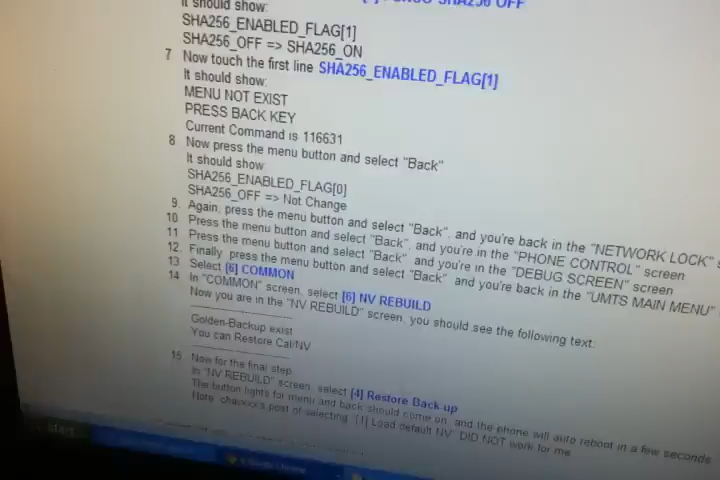 It should show:
SHA256 OFF
SHA256_ENABLED_FLAG[1]
SHA256_OFF => SHA256_ON
7 Now touch the first line SHA256_ENABLED_FLAG[1]
It should show:
MENU NOT EXIST
PRESS BACK KEY
Current Command is 116631
8 Now press the menu button and select "Back"
It should show
SHA256_ENABLED_FLAG[0]
SHA256_OFF => Not Change
9. Again, press the menu button and select "Back", and you're back in the "NETWORK LOCK"
10 Press the menu button and select "Back", and you're in the "PHONE CONTROL" screen
11 Press the menu button and select "Back" and you're in the "DEBUG SCREEN" screen
12. Finally press the menu button and select "Back" and you're back in the "UMTS MAIN MENU"
13 Select [6] COMMON
14 In "COMMON" screen, select [6] NV REBUILD
Now you are in the "NV REBUILD" screen, you should see the following text:
Golden-Backup exist
You can Restore Cal/NV
15 Now for the final step
In "NV REBUILD" screen, select [4] Restore Back-up
The button lights for menu and back should come on, and the phone will auto reboot in a few seconds
Note post of selecting "[1] Load default NV" DID NOT work for me
start